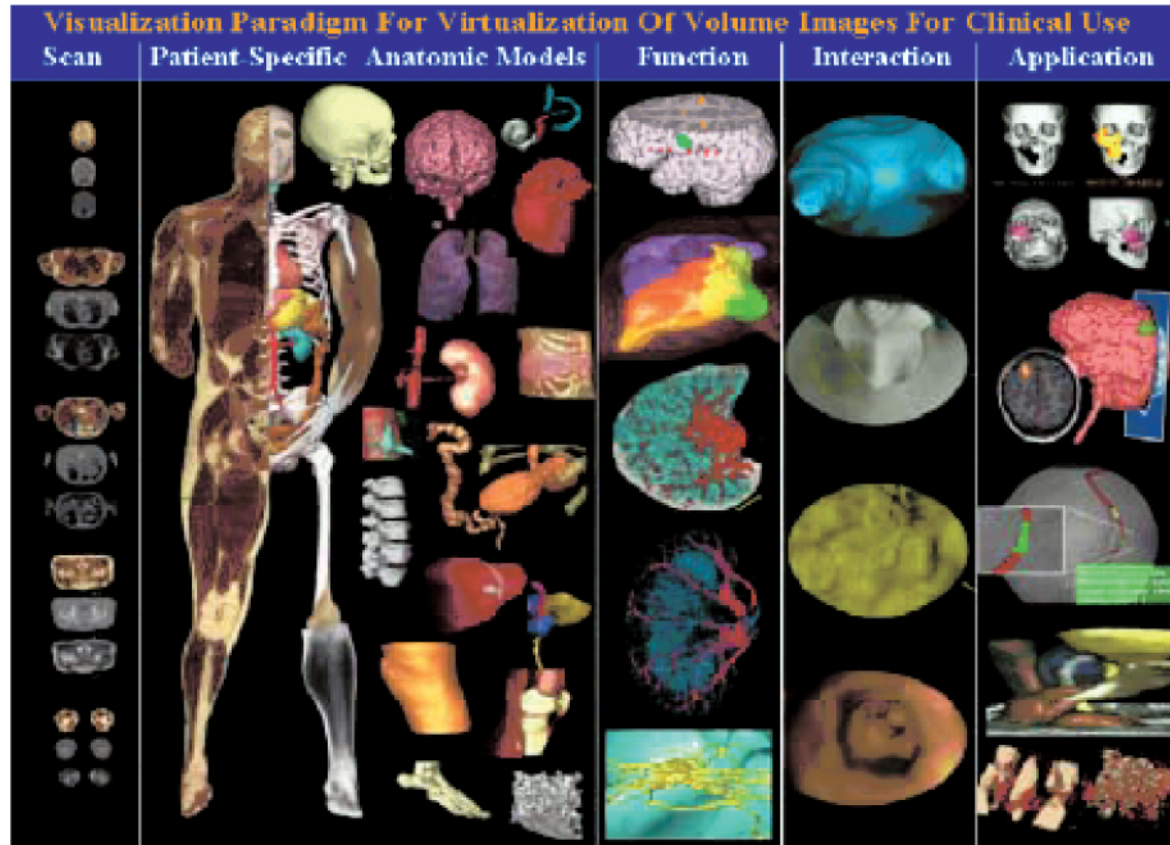 Visualization Paradigm For Virtualization Of Volume Images For Clinical Use
Scan Patient-Specific Anatomic Models Function Interaction Application